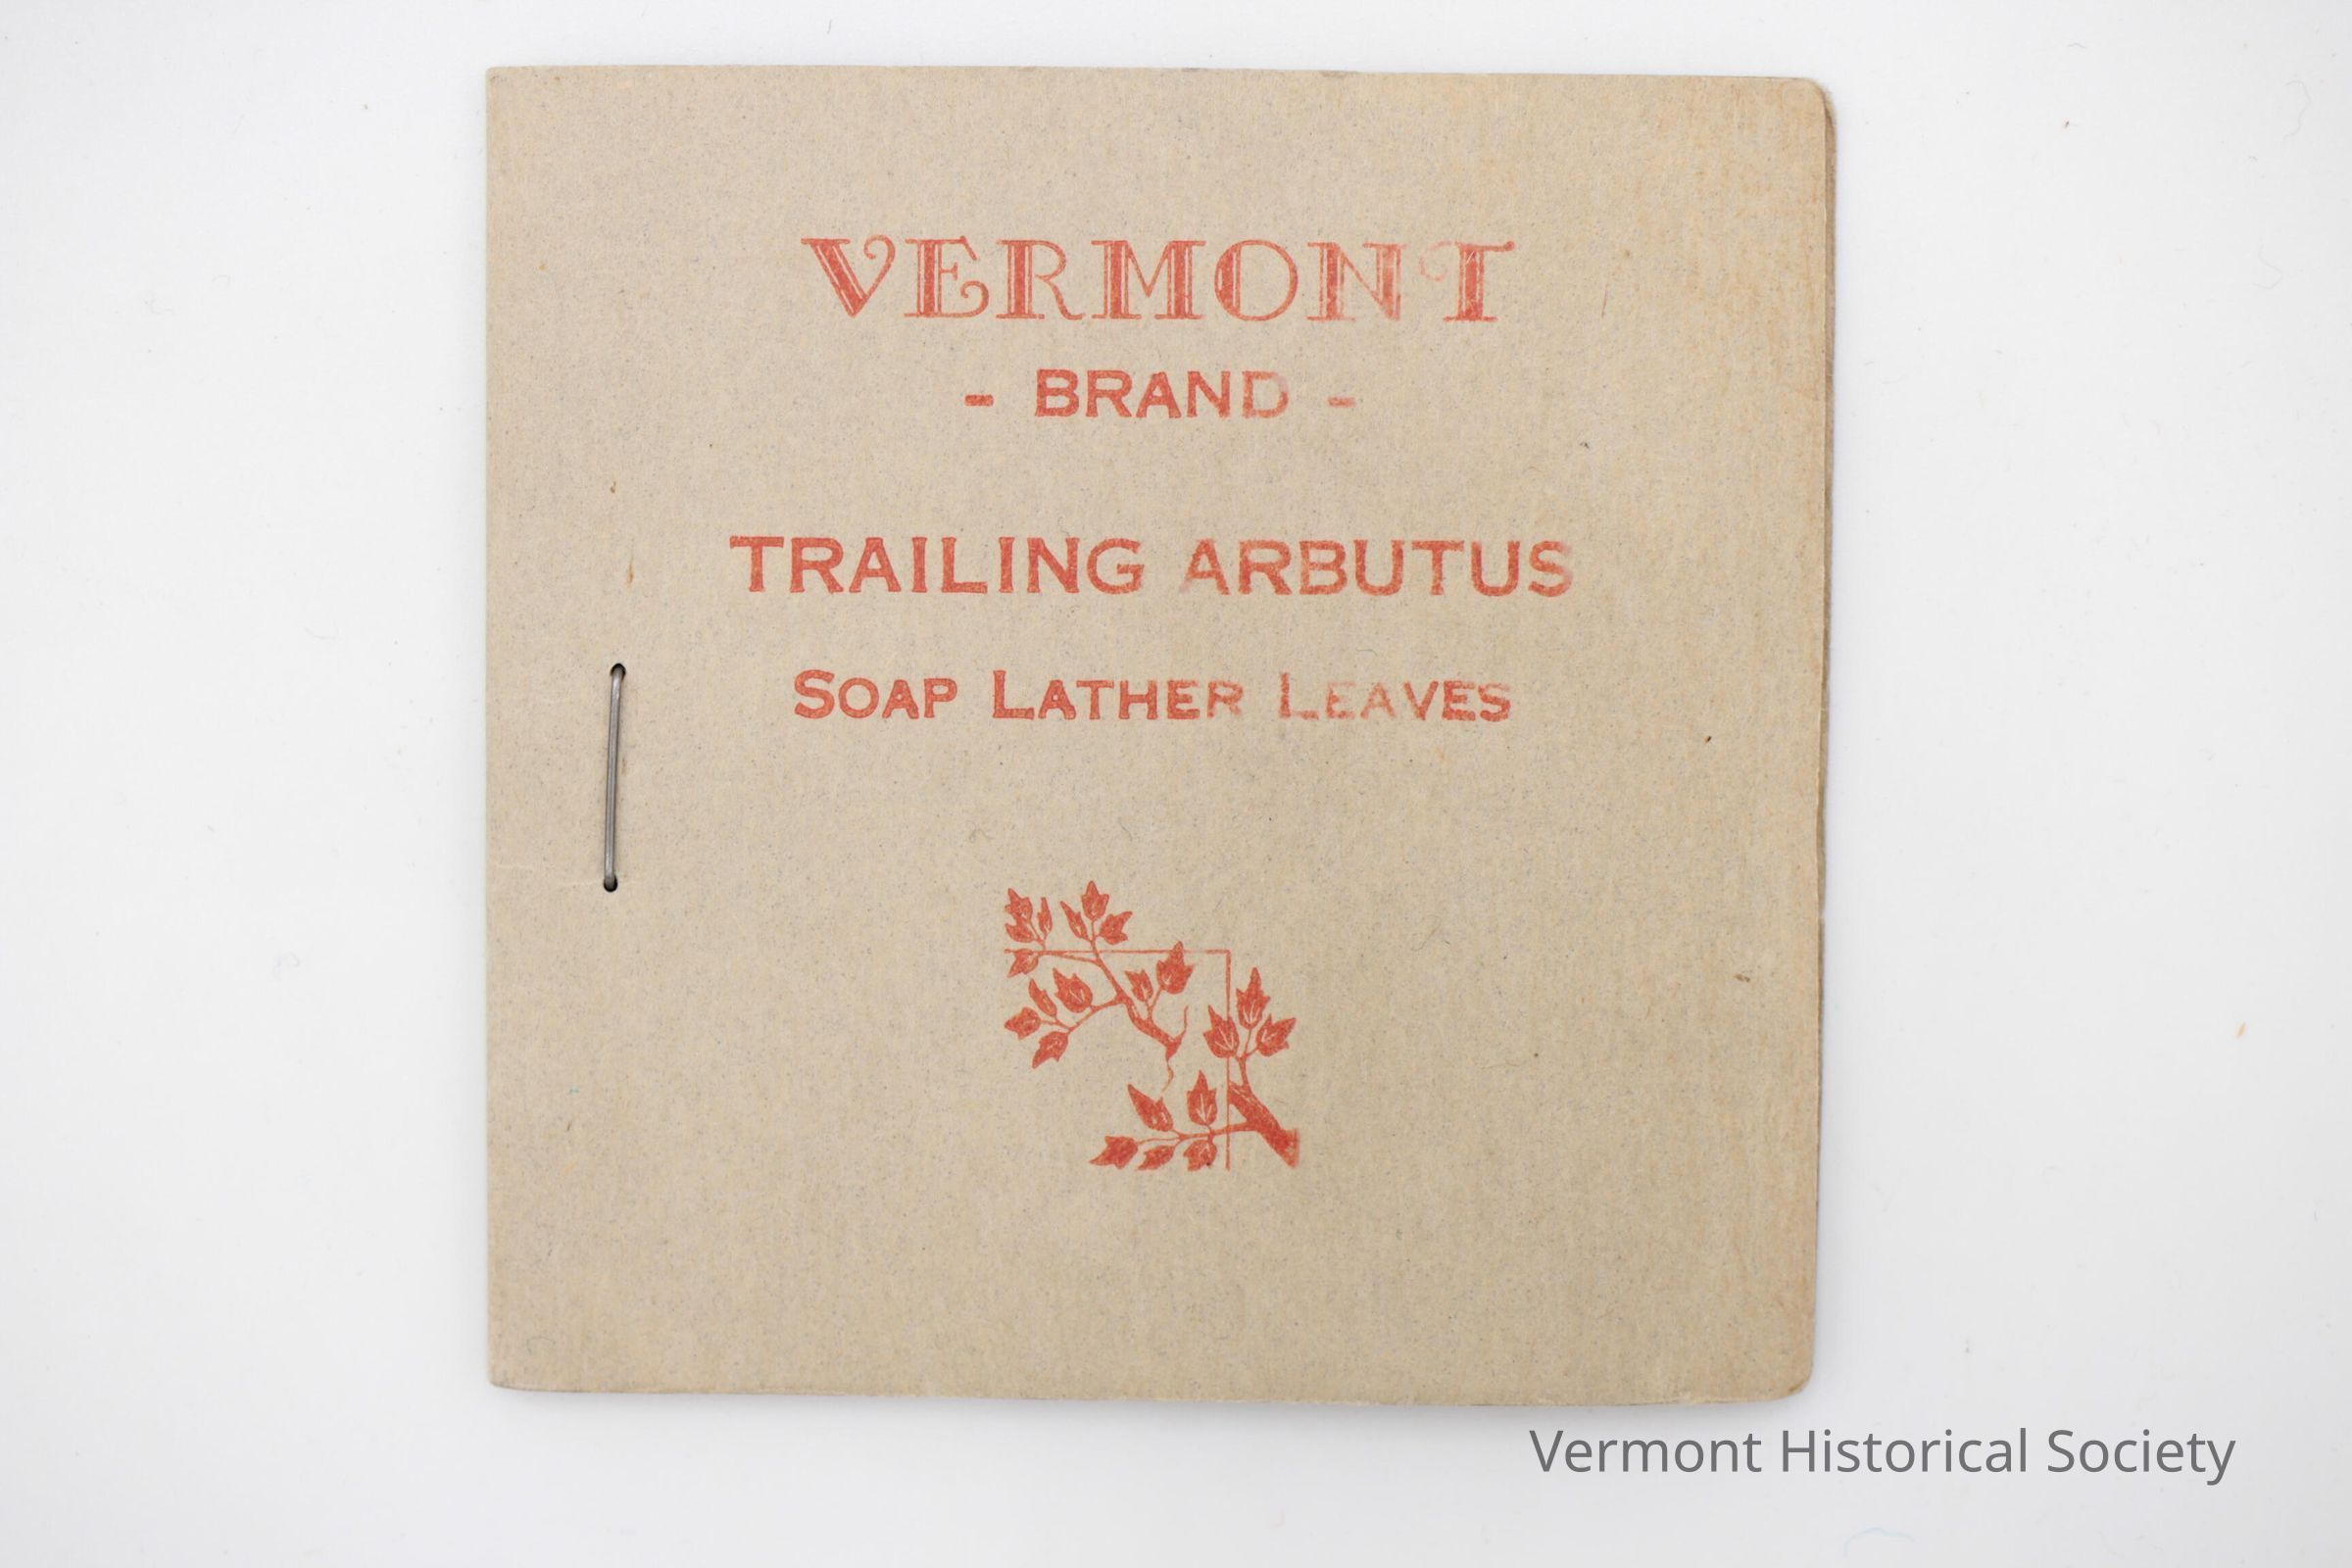 VERMONT
- BRAND -
TRAILING ARBUTUS
SOAP LATHER LEAVES
Vermont Historical Society